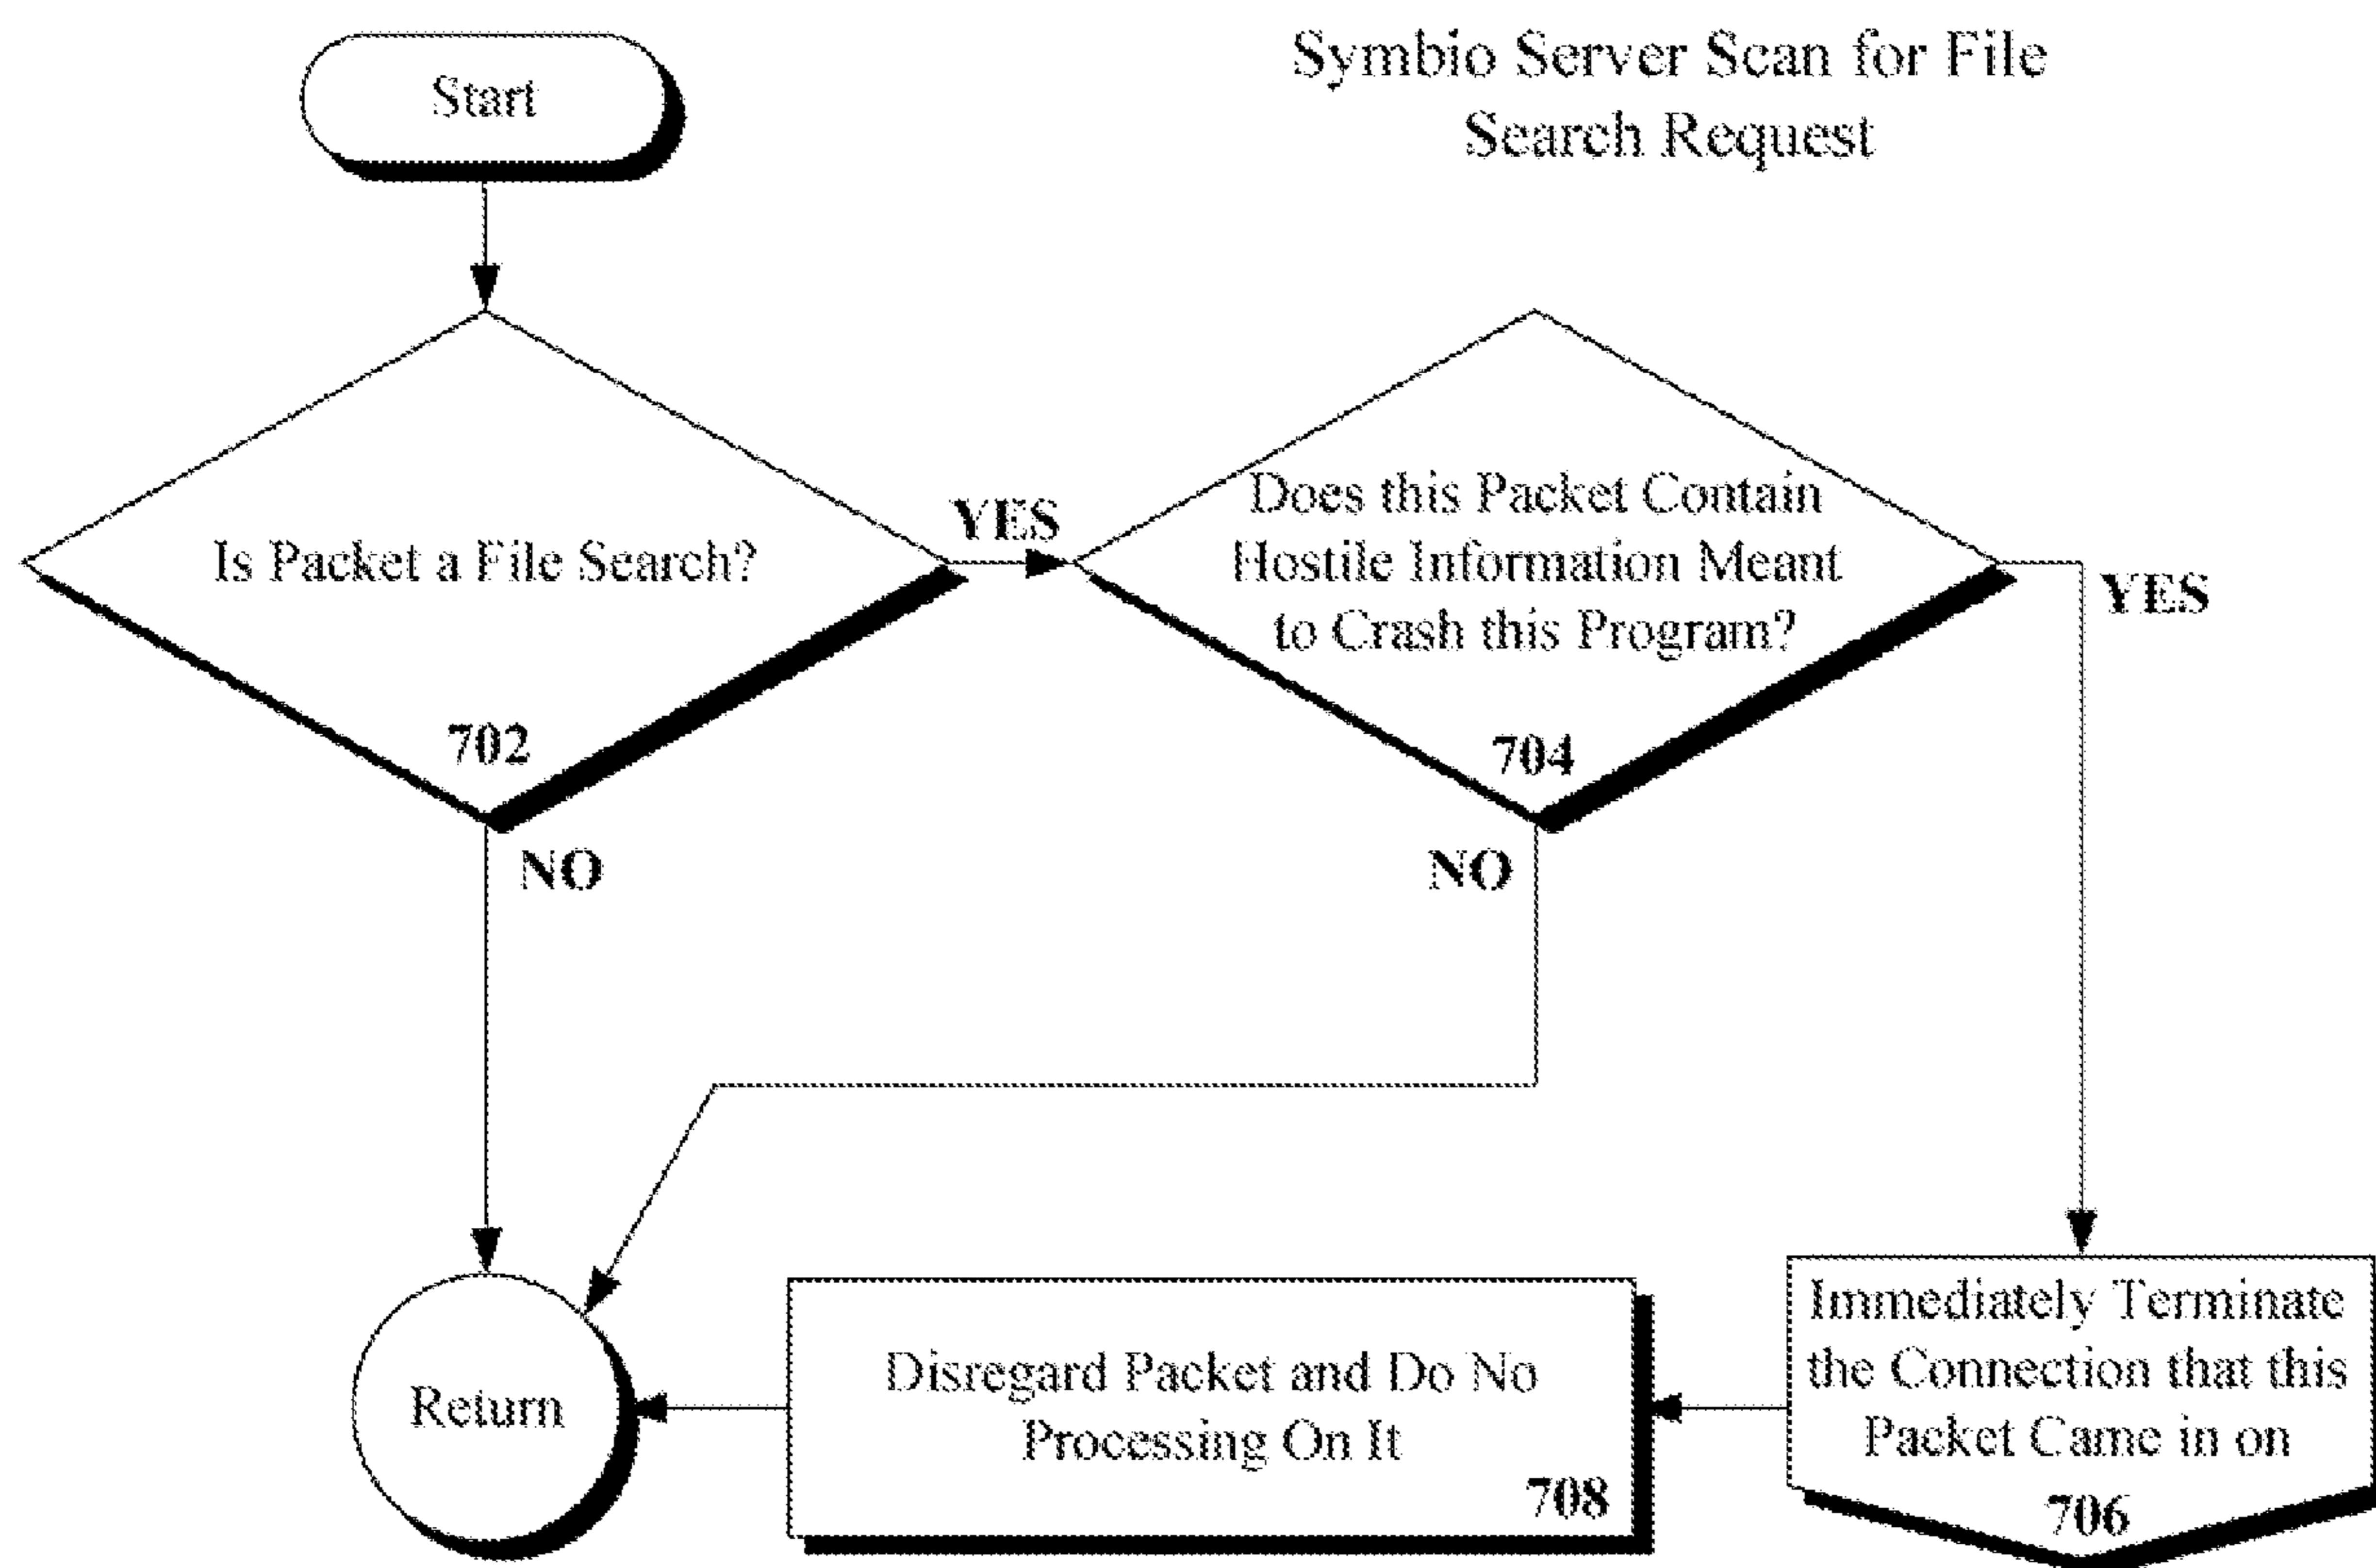 Symbio Server Scan for File
Search Request
Start
Is Packet a File Search?
702
YES
NO
Does this Packet Contain
Hostile Information Meant
to Crash this Program?
704
YES
NO
Immediately Terminate
the Connection that this
Packet Came in on
706
Disregard Packet and Do No
Processing On It
708
Return